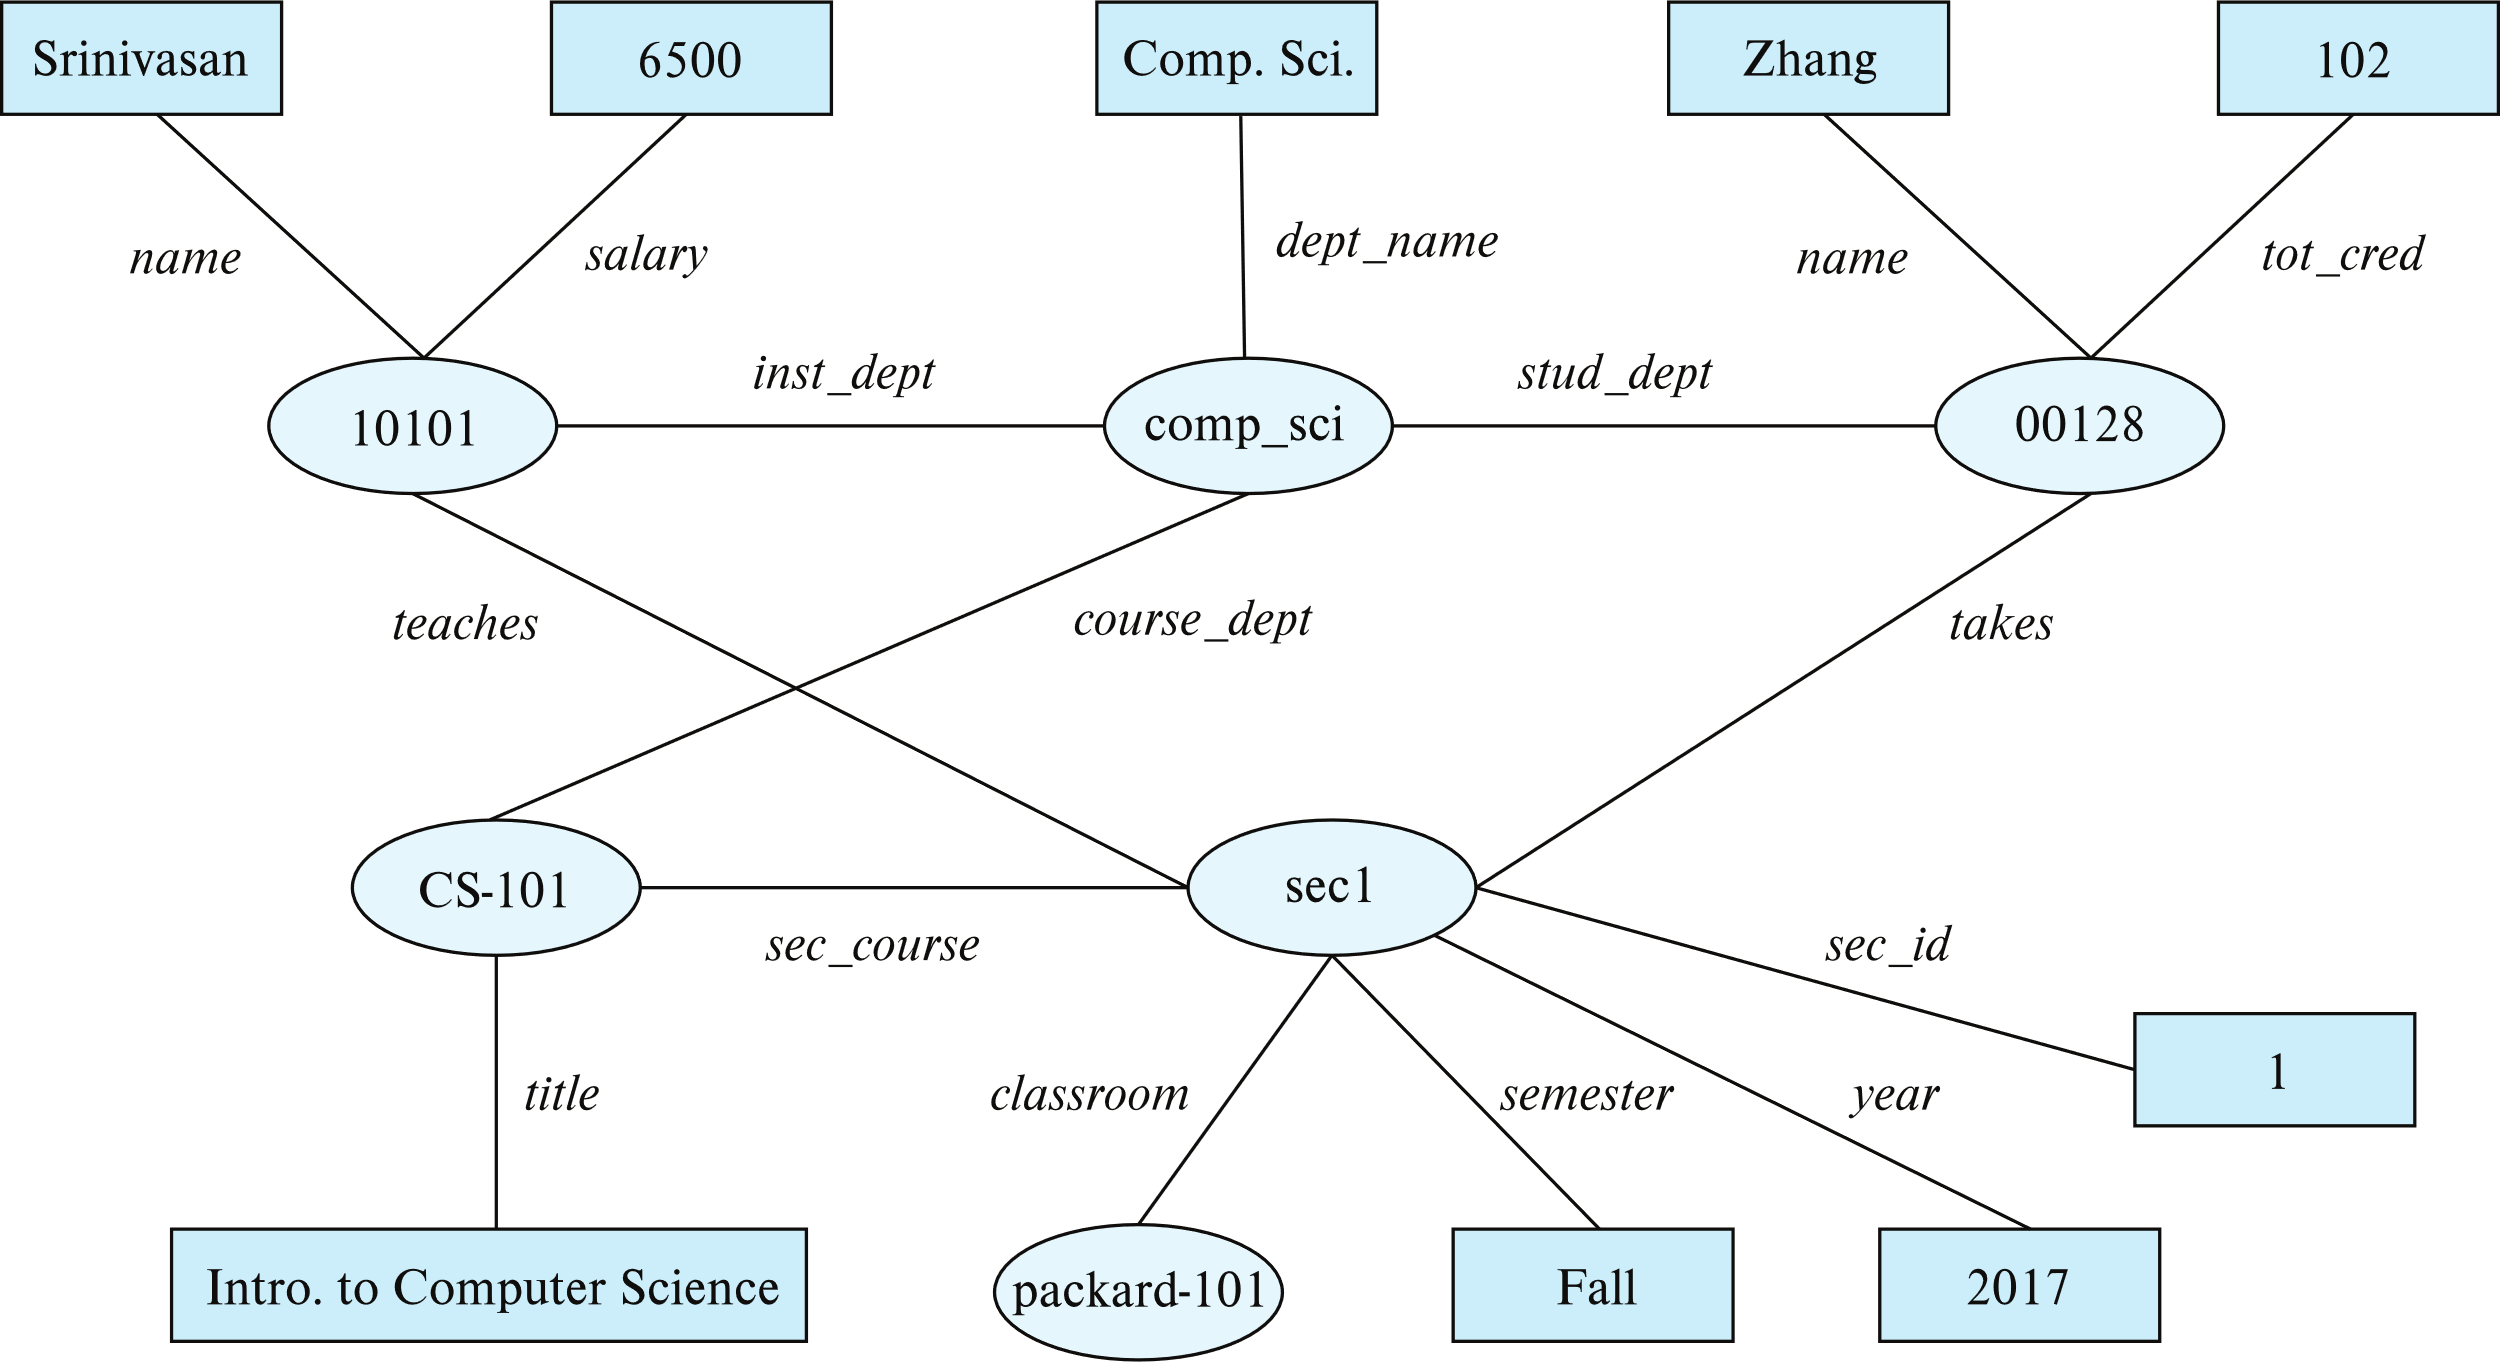 Srinivasan
6500
Comp. Sci.
Zhang
102
name
salary
dept_name
name
tot_cred
inst_dept
stud_dept
10101
comp_sci
00128
teaches
course_dept
takes
CS-101
sec1
sec_course
sec_id
1
title
classroom
semester
year
Intro. to Computer Science
packard-101
Fall
2017